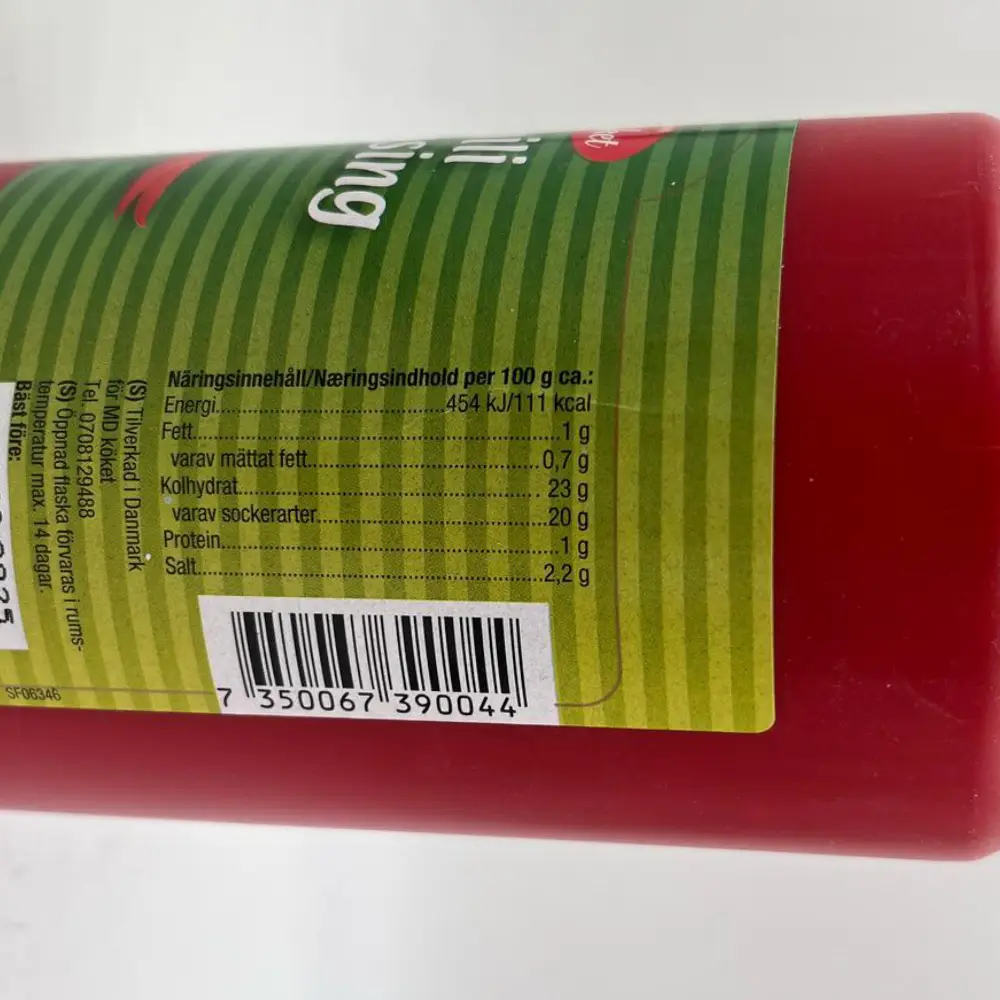 Näringsinnehåll/Næringsindhold per 100 g ca.:
Energi..........454 kJ/111 kcal
Fett..........1 g
varav mättat fett..........0,7 g
Kolhydrat..........23 g
varav sockerarter..........20 g
Protein..........1 g
Salt..........2,2 g
(S) Tilverkad i Danmark
för MD köket
Tel. 0708129488
(S) Öppnad flaska förvaras i rums-
temperatur max. 14 dagar.
Bäst före:
SF06346
7 350067 390044